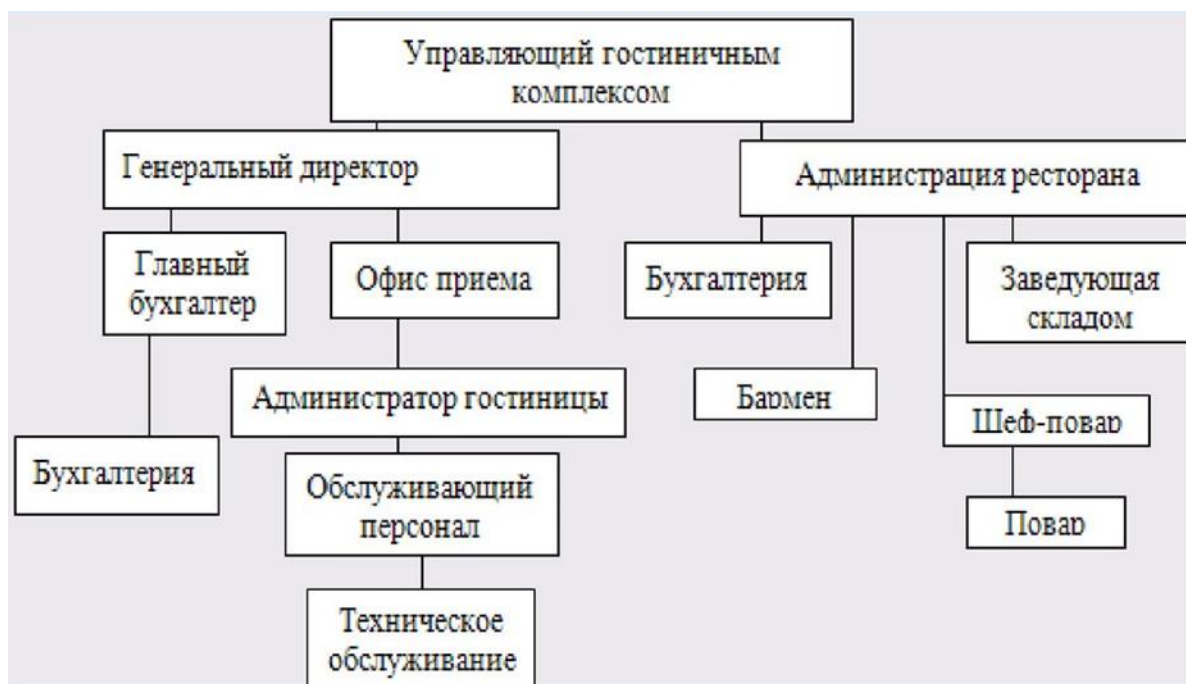 Управляющий гостиничным
комплексом
Генеральный директор
Администрация ресторана
Главный
бухгалтер
Офис приема
Бухгалтерия
Заведующая
складом
Администратор гостиницы
Бармен
Шеф-повар
Бухгалтерия
Обслуживающий
персонал
Повар
Техническое
обслуживание